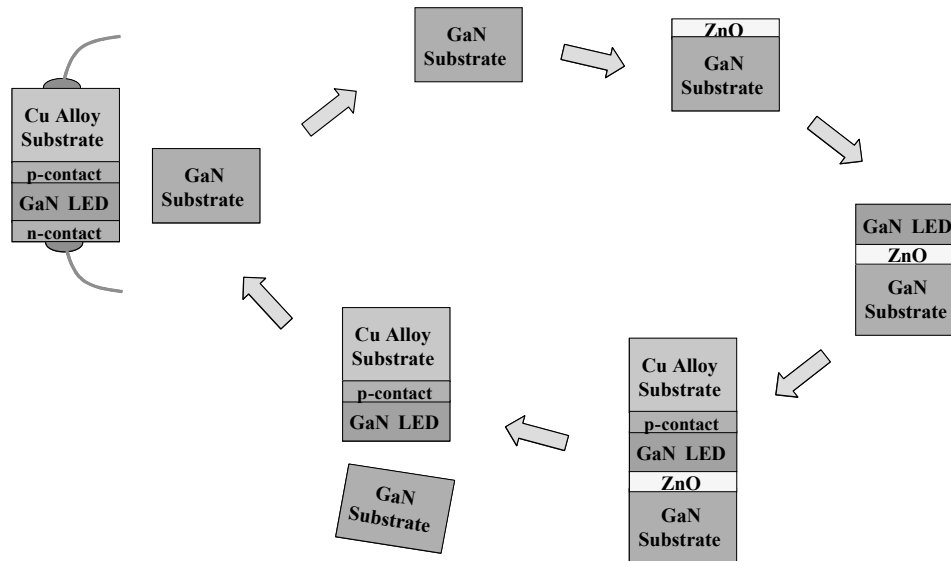 GaN
Substrate
ZnO
GaN
Substrate
GaN LED
ZnO
GaN
Substrate
Cu Alloy
Substrate
p-contact
GaN LED
ZnO
GaN
Substrate
Cu Alloy
Substrate
p-contact
GaN LED
GaN
Substrate
Cu Alloy
Substrate
p-contact
GaN LED
n-contact
GaN
Substrate